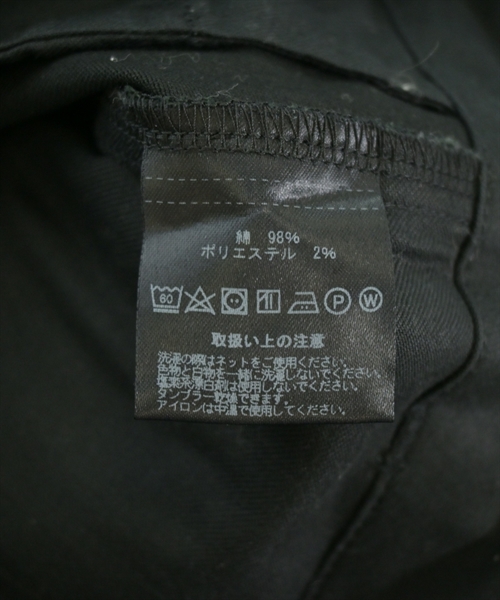 綿 98%
ポリエステル 2%
60 P W
取扱い上の注意
洗濯の際はネットをご使用ください。
色物と白物を一緒に洗濯しないでください。
塩素系漂白剤は使用しないでください。
タンブラー乾燥できます。
アイロンは中温で使用してください。